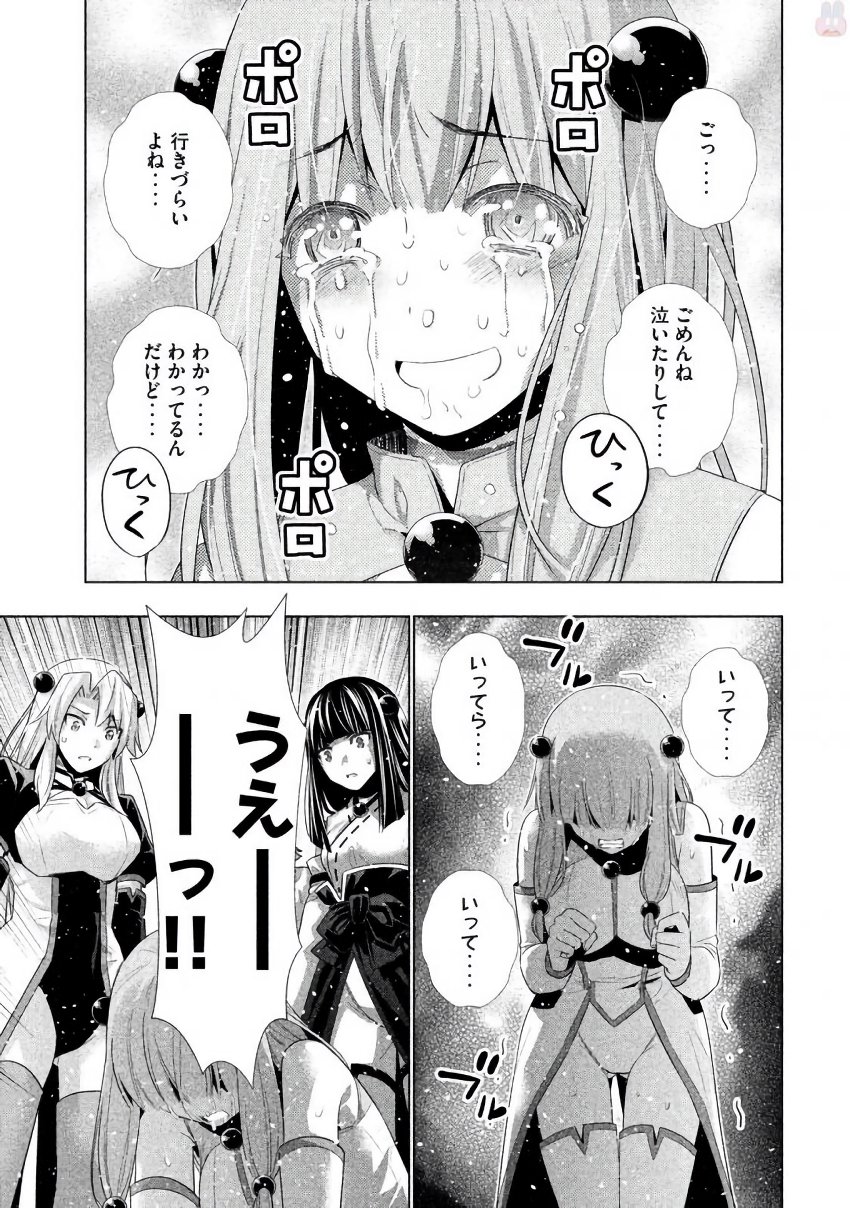 ごっ‥‥
ポロ
ポロ
ごめんね
泣いたりして‥‥
ひっく
行きづらい
よね‥‥
わかっ‥‥
わかってるん
だけど‥‥
ポロ
ひっく
いって‥‥
いってら‥‥
ブル
ブル
いって‥‥
ブル
うえーーーっ!!